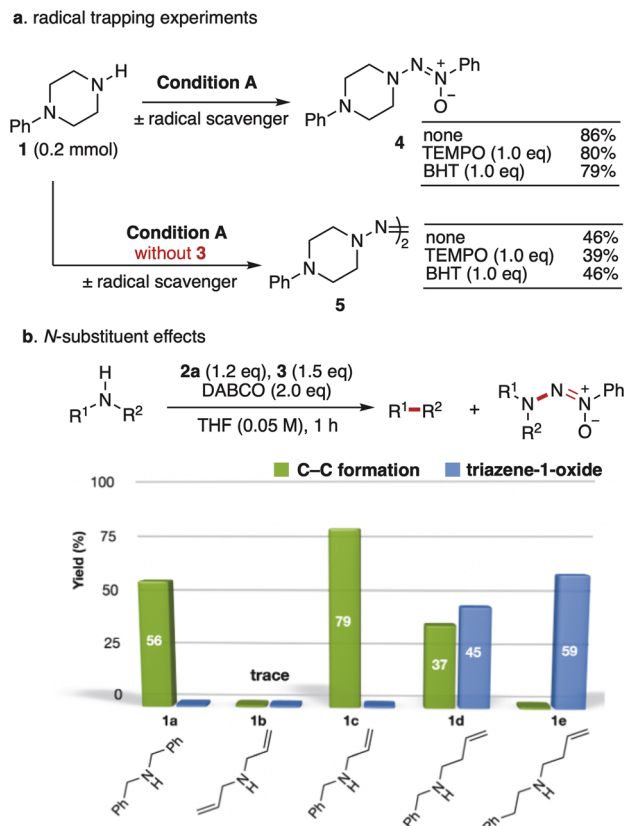 a. radical trapping experiments
H
N
N
Ph
1 (0.2 mmol)
Condition A
± radical scavenger
N
N
Ph
N
N+
Ph
O−
4
none 86%
TEMPO (1.0 eq) 80%
BHT (1.0 eq) 79%
Condition A
without 3
± radical scavenger
N
N
Ph
N
)2
5
none 46%
TEMPO (1.0 eq) 39%
BHT (1.0 eq) 46%
b. N-substituent effects
H
N
R1 R2
2a (1.2 eq), 3 (1.5 eq)
DABCO (2.0 eq)
THF (0.05 M), 1 h
R1–R2
+
R1
N
R2
N
N+
Ph
O−
C–C formation
triazene-1-oxide
Yield (%)
100
75
50
25
0
56
trace
79
37
45
59
1a 1b 1c 1d 1e
Ph
NH
Ph
NH
NH
Ph
NH
Ph
NH
Ph